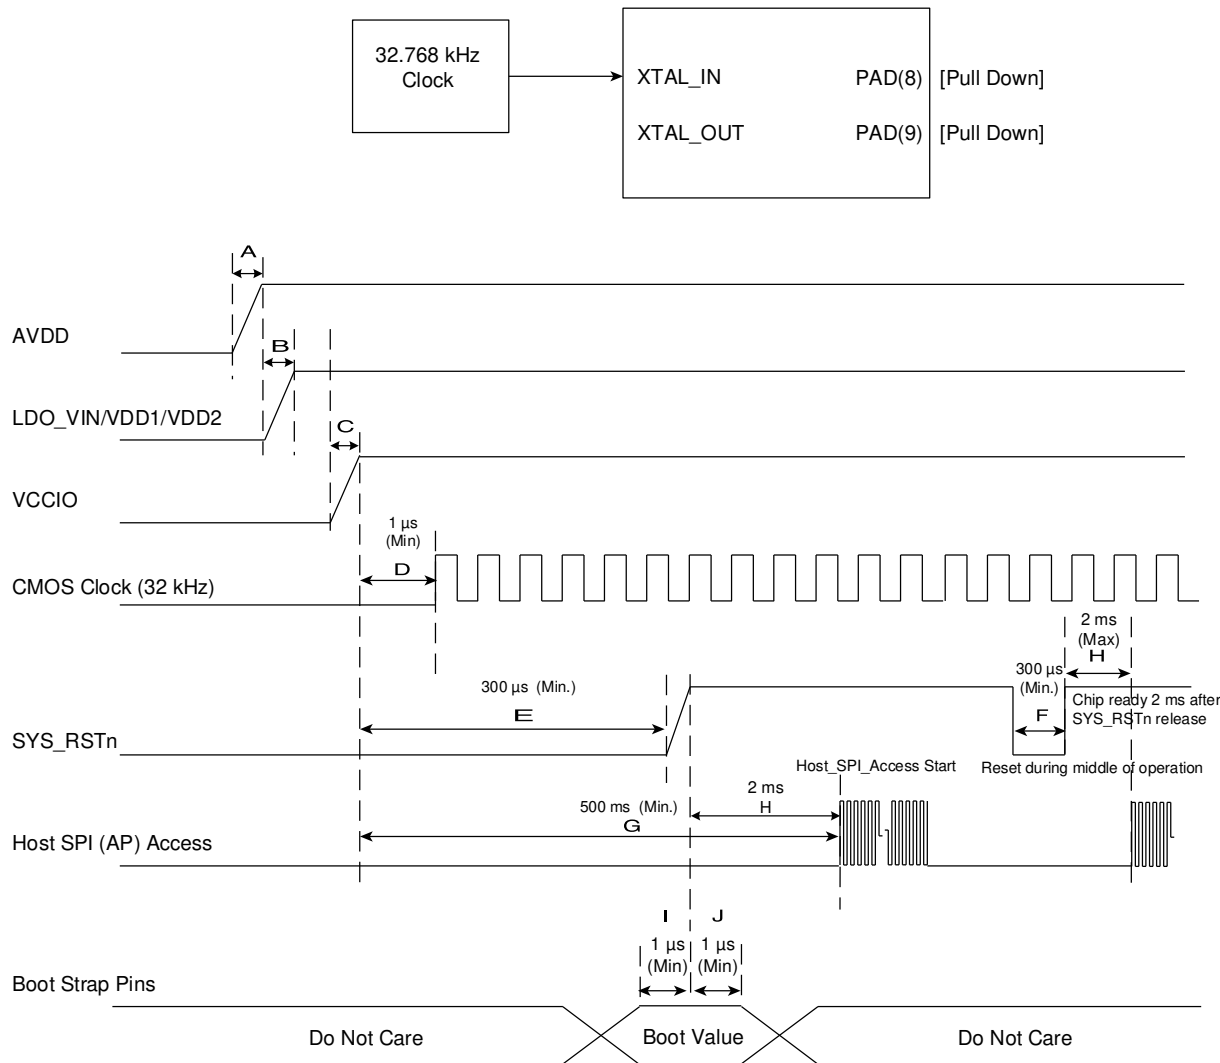 32.768 kHz
Clock
XTAL_IN
PAD(8) [Pull Down]
XTAL_OUT
PAD(9) [Pull Down]
A
AVDD
B
LDO_VIN/VDD1/VDD2
C
VCCIO
1 µs
(Min)
D
CMOS Clock (32 kHz)
2 ms
(Max)
H
300 µs (Min.)
E
300 µs
(Min.)
F
Chip ready 2 ms after
SYS_RSTn release
SYS_RSTn
Host_SPI_Access Start
Reset during middle of operation
2 ms
H
500 ms (Min.)
G
Host SPI (AP) Access
I
J
1 µs
(Min)
1 µs
(Min)
Boot Strap Pins
Do Not Care
Boot Value
Do Not Care